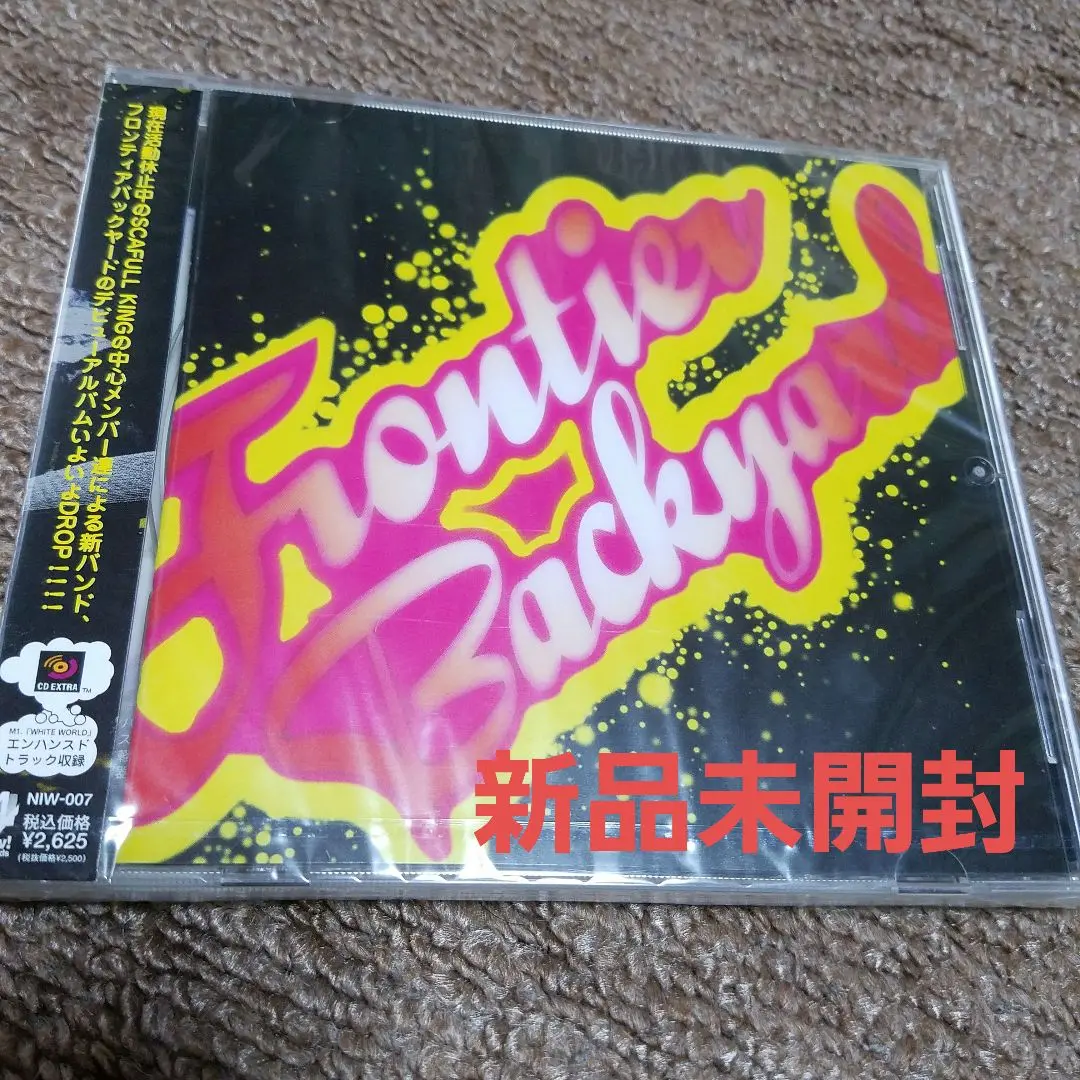 現在活動休止中のSCAFULL KINGの中心メンバー達による新バンド、
フロンティアバックヤードのデビューアルバムいよいよDROP!!!!
Frontier
Backyard
CD EXTRA
TM
M1.「WHITE WORLD」
エンハンスド
トラック収録
NIW-007
税込価格
¥2,625
(税抜価格¥2,500)
新品未開封